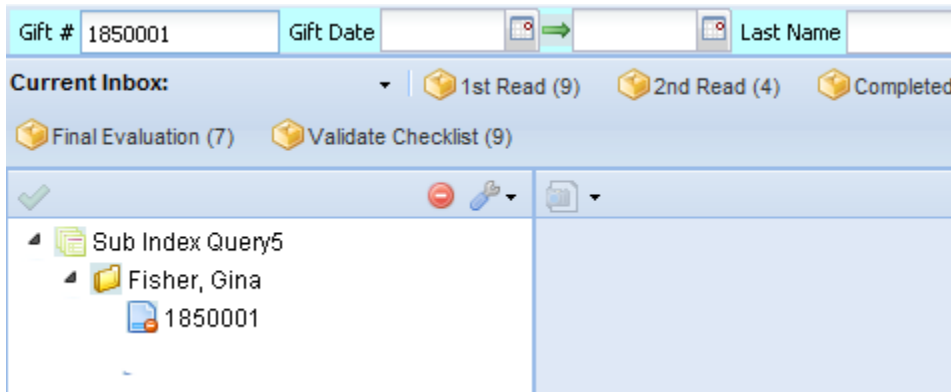 Gift # 1850001 Gift Date Last Name
Current Inbox: 1st Read (9) 2nd Read (4) Completed
Final Evaluation (7) Validate Checklist (9)
Sub Index Query5
Fisher, Gina
1850001